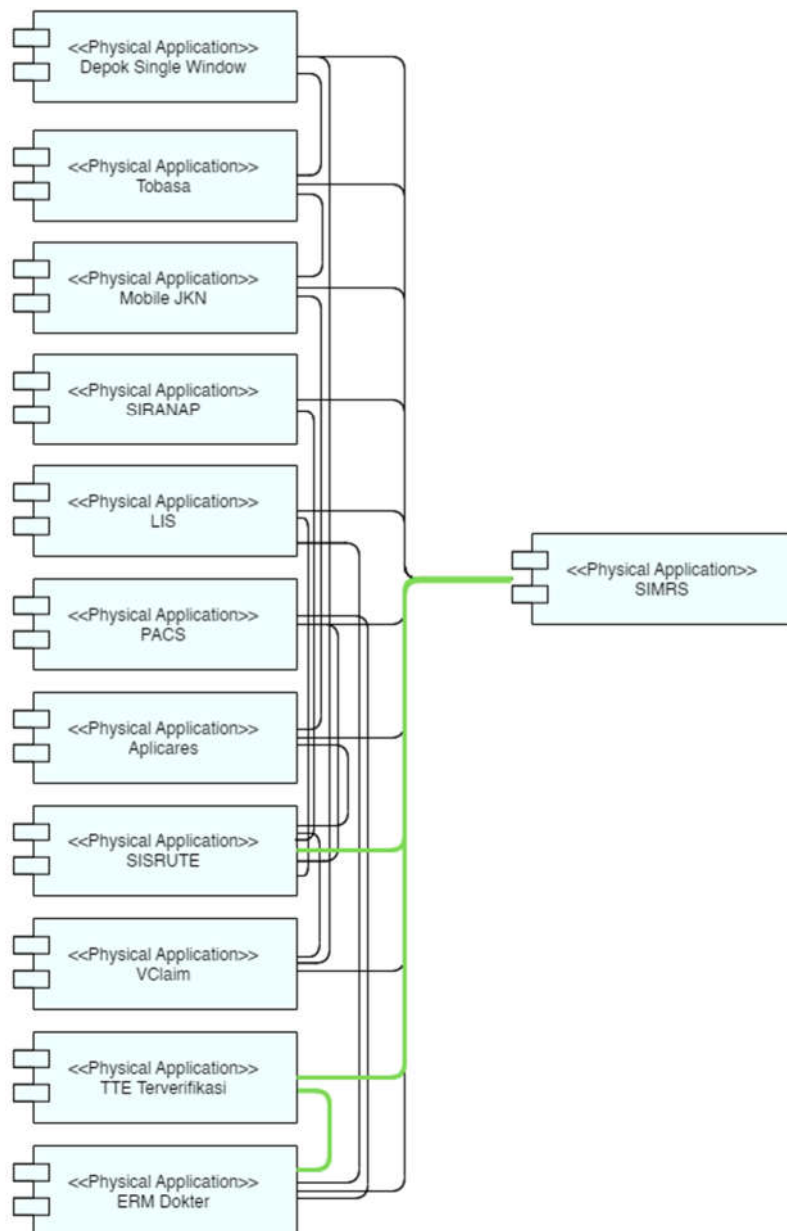 <<Physical Application>>
Depok Single Window
<<Physical Application>>
Tobasa
<<Physical Application>>
Mobile JKN
<<Physical Application>>
SIRANAP
<<Physical Application>>
LIS
<<Physical Application>>
SIMRS
<<Physical Application>>
PACS
<<Physical Application>>
Aplicares
<<Physical Application>>
SISRUTE
<<Physical Application>>
VClaim
<<Physical Application>>
TTE Terverifikasi
<<Physical Application>>
ERM Dokter